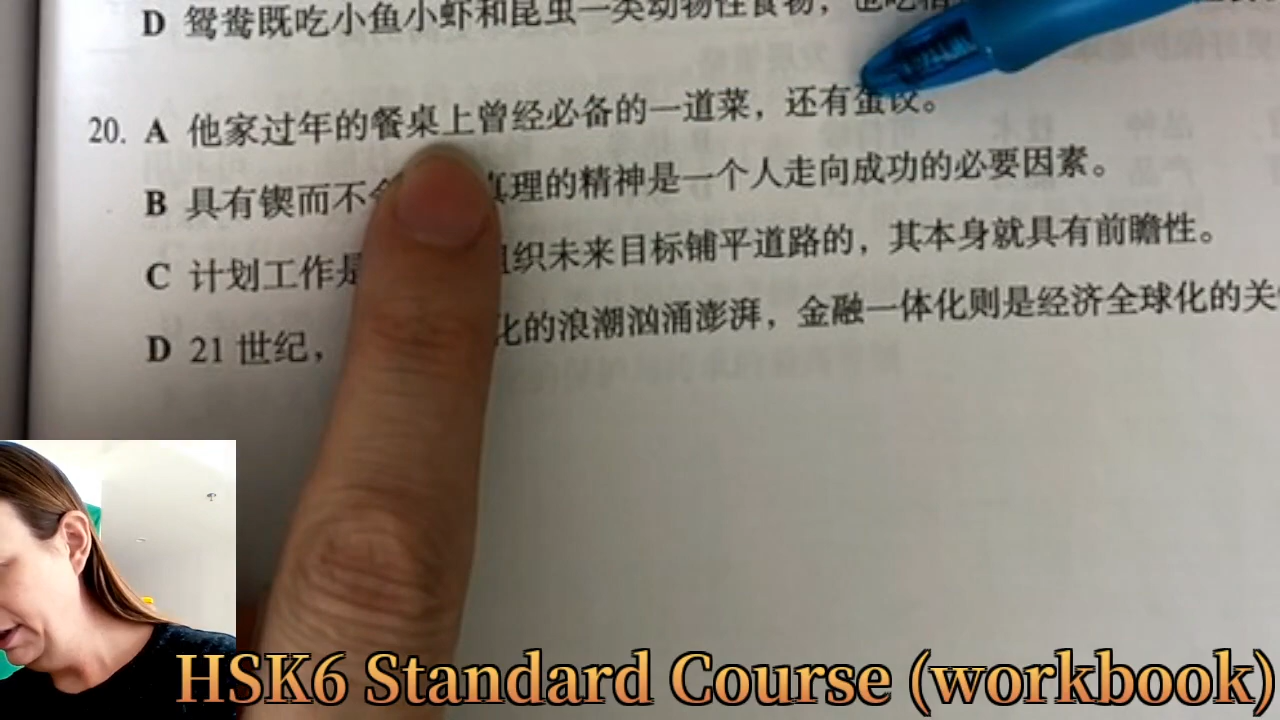 D 鸳鸯既吃小鱼小虾和昆虫一类动物性食物，也吃
20. A 他家过年的餐桌上曾经必备的一道菜，还有蛋饺。
B 具有锲而不 真理的精神是一个人走向成功的必要因素。
C 计划工作是 组织未来目标铺平道路的，其本身就具有前瞻性。
D 21 世纪， 化的浪潮汹涌澎湃，金融一体化则是经济全球化的关
HSK6 Standard Course (workbook)